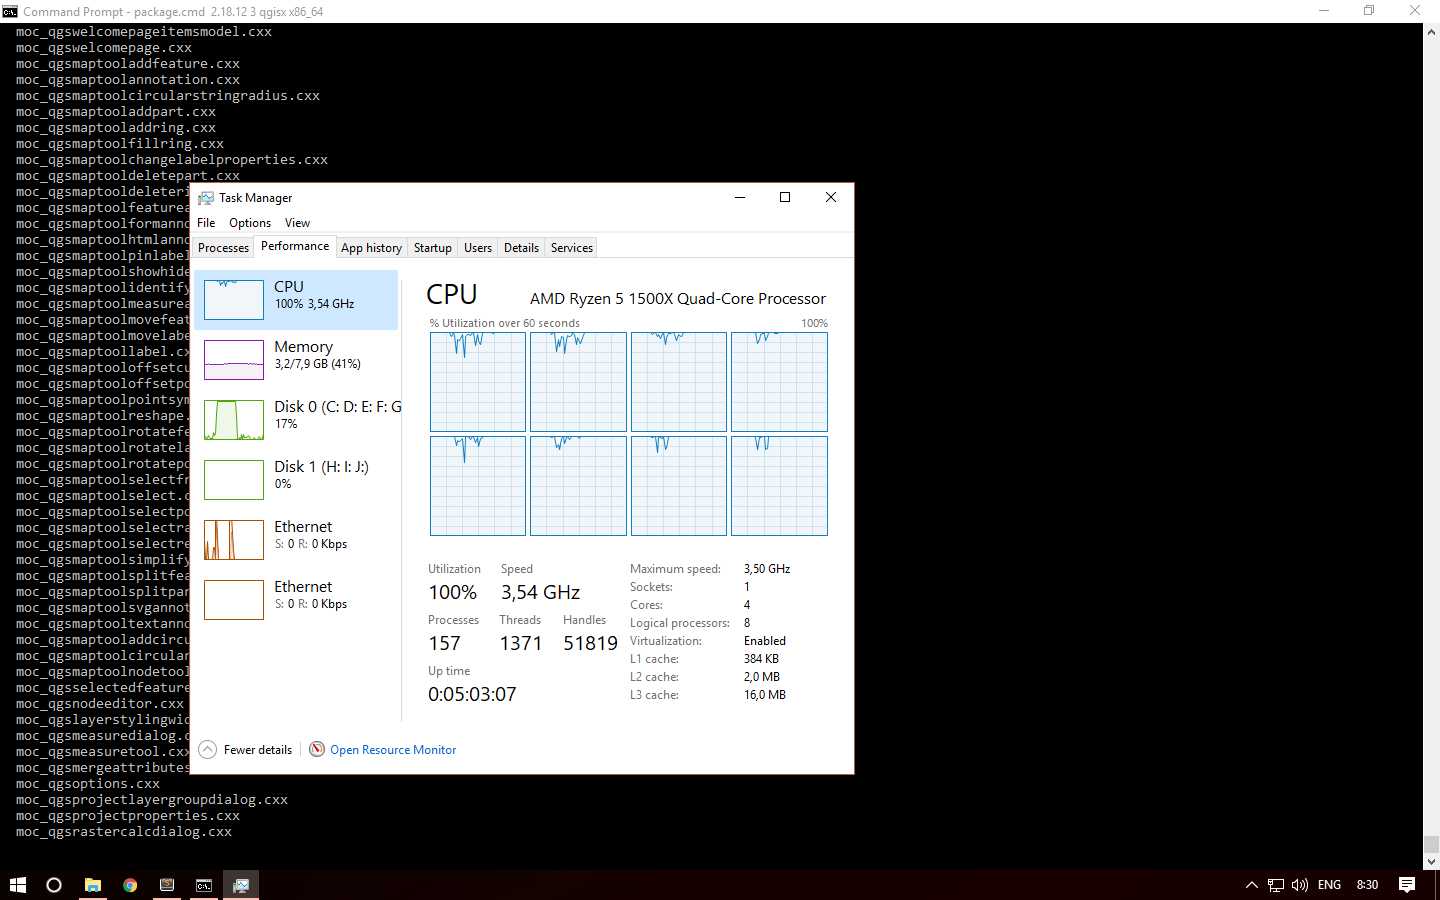 Command Prompt - package.cmd  2.18.12 3 qgisx x86_64
moc_qgswelcomepageitemsmodel.cxx
moc_qgswelcomepage.cxx
moc_qgsmaptooladdfeature.cxx
moc_qgsmaptoolannotation.cxx
moc_qgsmaptoolcircularstringradius.cxx
moc_qgsmaptooladdpart.cxx
moc_qgsmaptooladdring.cxx
moc_qgsmaptoolfillring.cxx
moc_qgsmaptoolchangelabelproperties.cxx
moc_qgsmaptooldeletepart.cxx
moc_qgsmaptooldeleteri
moc_qgsmaptoolfeaturea
moc_qgsmaptoolformanno
moc_qgsmaptoolhtmlanno
moc_qgsmaptoolpinlabel
moc_qgsmaptoolshowhide
moc_qgsmaptoolidentify
moc_qgsmaptoolmeasurea
moc_qgsmaptoolmovefeat
moc_qgsmaptoolmovelabe
moc_qgsmaptoollabel.cx
moc_qgsmaptooloffsetcu
moc_qgsmaptooloffsetpo
moc_qgsmaptoolpointsym
moc_qgsmaptoolreshape.
moc_qgsmaptoolrotatefe
moc_qgsmaptoolrotatela
moc_qgsmaptoolrotatepo
moc_qgsmaptoolselectfr
moc_qgsmaptoolselect.c
moc_qgsmaptoolselectpo
moc_qgsmaptoolselectra
moc_qgsmaptoolselectre
moc_qgsmaptoolsimplify
moc_qgsmaptoolsplitfea
moc_qgsmaptoolsplitpar
moc_qgsmaptoolsvgannot
moc_qgsmaptooltextanno
moc_qgsmaptooladdcircu
moc_qgsmaptoolcircular
moc_qgsmaptoolnodetool
moc_qgsselectedfeature
moc_qgsnodeeditor.cxx
moc_qgslayerstylingwid
moc_qgsmeasuredialog.c
moc_qgsmeasuretool.cxx
moc_qgsmergeattributes
moc_qgsoptions.cxx
moc_qgsprojectlayergroupdialog.cxx
moc_qgsprojectproperties.cxx
moc_qgsrastercalcdialog.cxx
Task Manager
File Options View
Processes Performance App history Startup Users Details Services
CPU
100% 3,54 GHz
Memory
3,2/7,9 GB (41%)
Disk 0 (C: D: E: F: G
17%
Disk 1 (H: I: J:)
0%
Ethernet
S: 0 R: 0 Kbps
Ethernet
S: 0 R: 0 Kbps
CPU AMD Ryzen 5 1500X Quad-Core Processor
% Utilization over 60 seconds 100%
Utilization Speed
100% 3,54 GHz
Processes Threads Handles
157 1371 51819
Up time
0:05:03:07
Maximum speed: 3,50 GHz
Sockets: 1
Cores: 4
Logical processors: 8
Virtualization: Enabled
L1 cache: 384 KB
L2 cache: 2,0 MB
L3 cache: 16,0 MB
Fewer details Open Resource Monitor
ENG 8:30